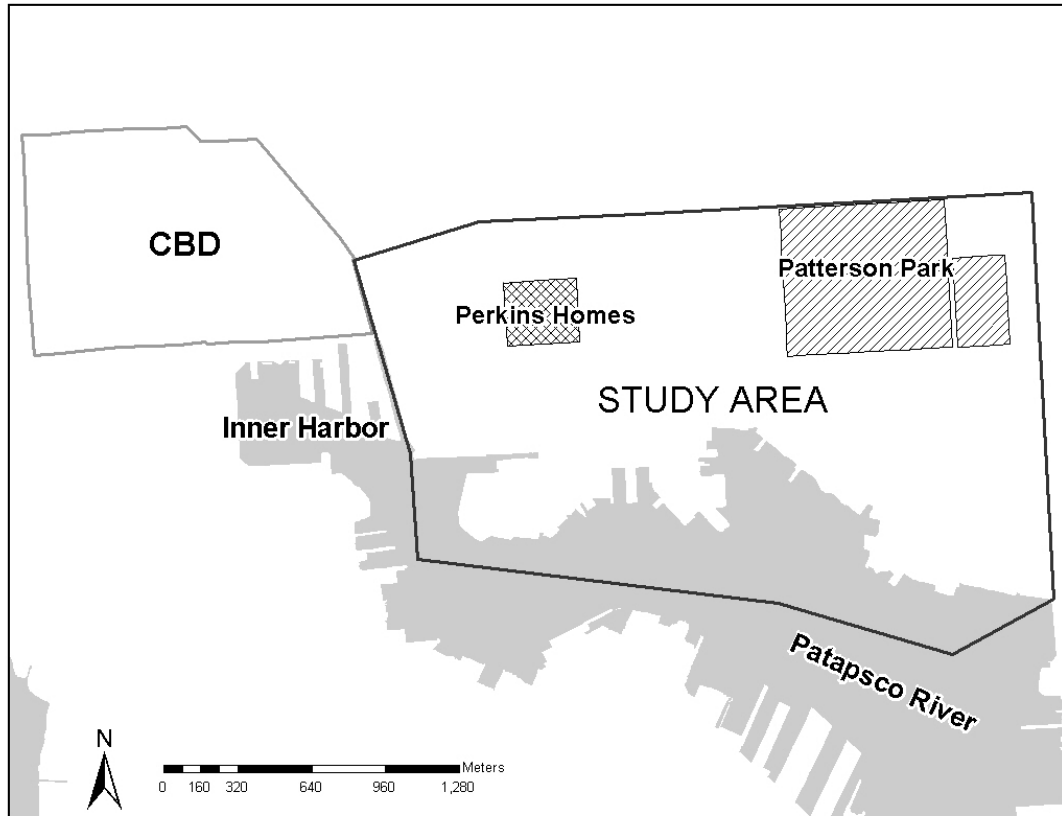 CBD
Patterson Park
Perkins Homes
STUDY AREA
Inner Harbor
Patapsco River
N
Meters
0 160 320 640 960 1,280